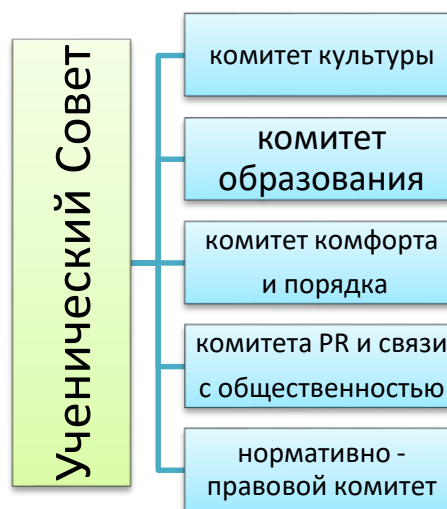 Ученический Совет
комитет культуры
комитет
образования
комитет комфорта
и порядка
комитета PR и связи
с общественностью
нормативно -
правовой комитет